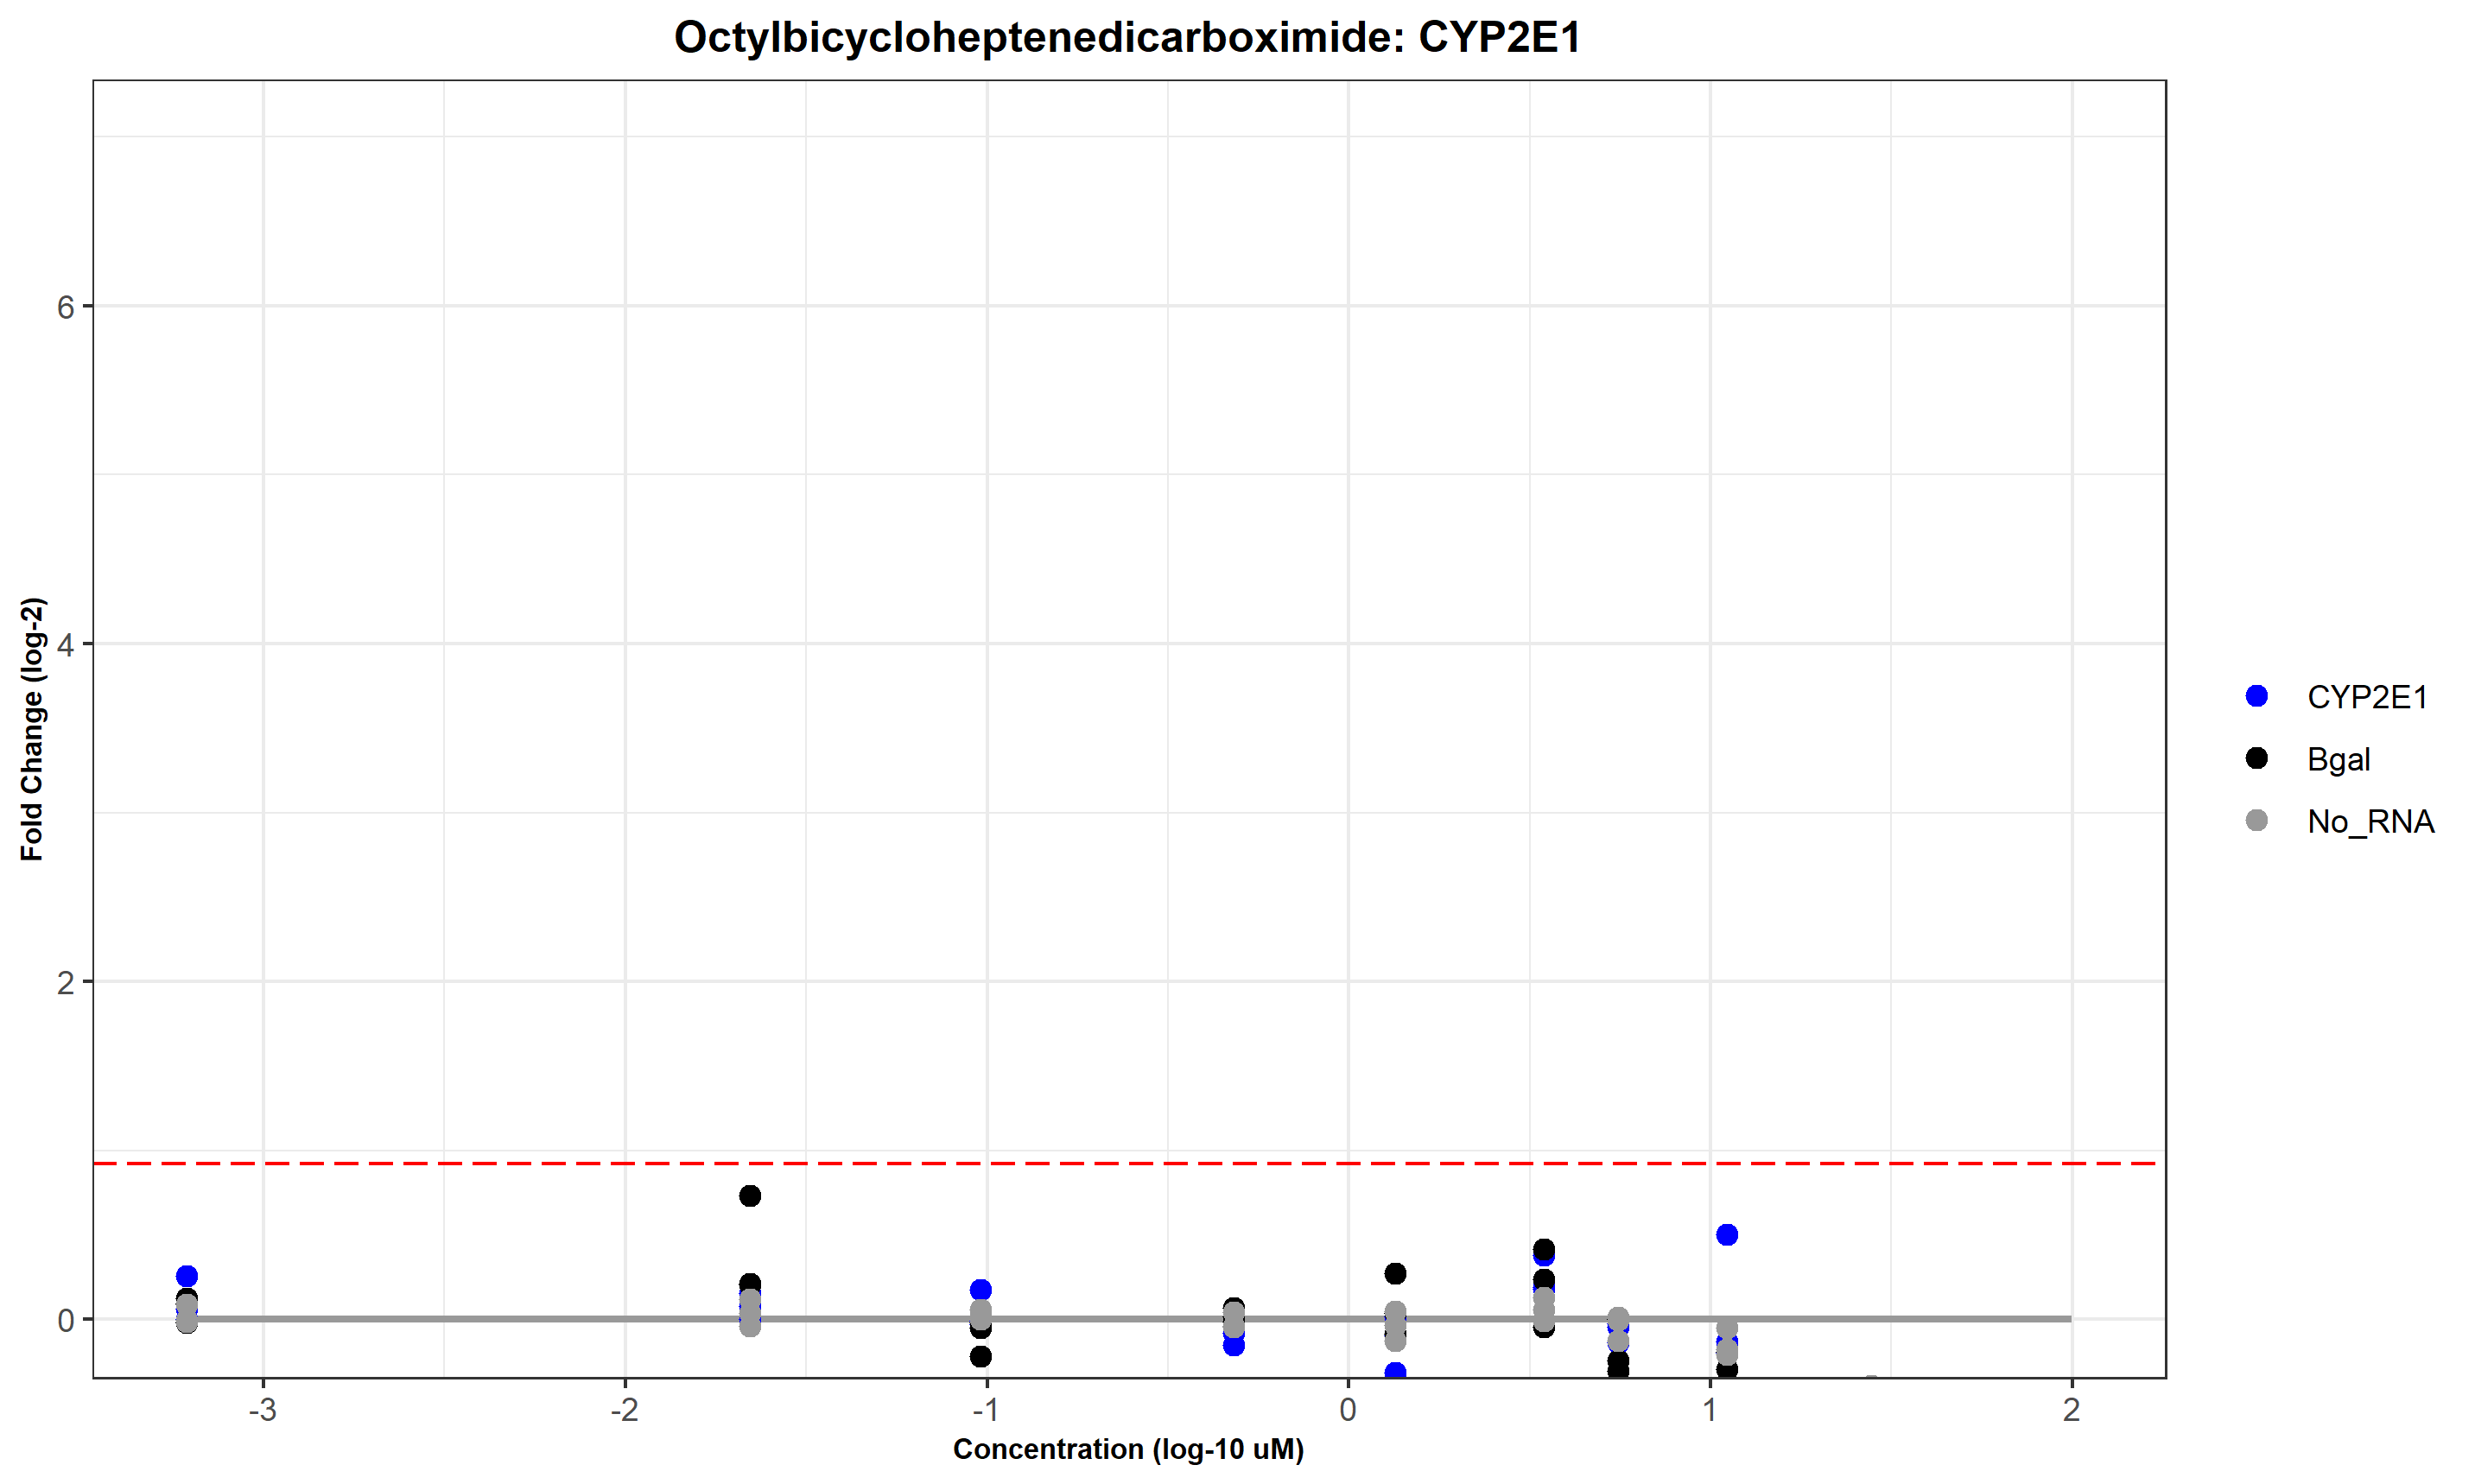 Octylbicycloheptenedicarboximide: CYP2E1
Fold Change (log-2)
6
4
2
0
-3
-2
-1
0
1
2
Concentration (log-10 uM)
CYP2E1
Bgal
No_RNA